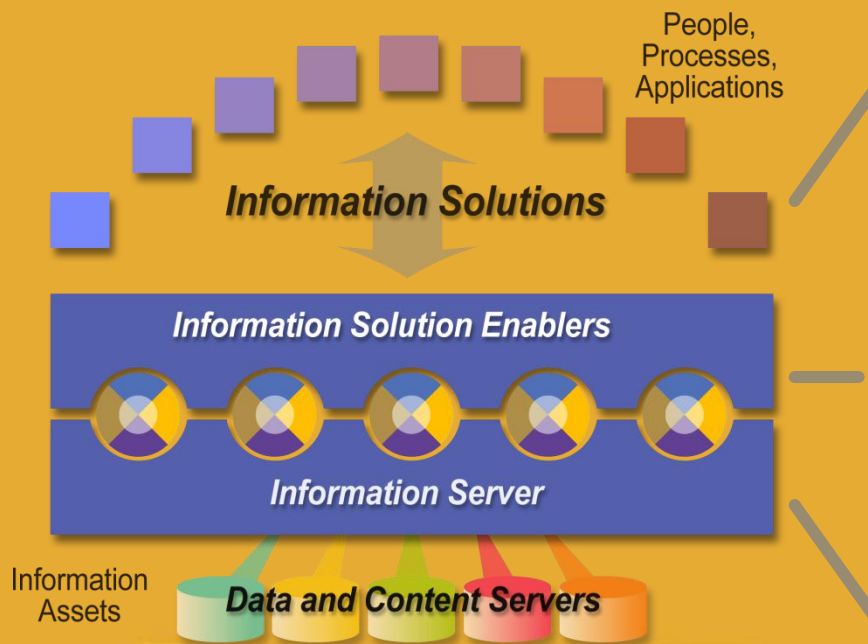 People,
Processes,
Applications
Information Solutions
Information Solution Enablers
Information Server
Information
Assets
Data and Content Servers